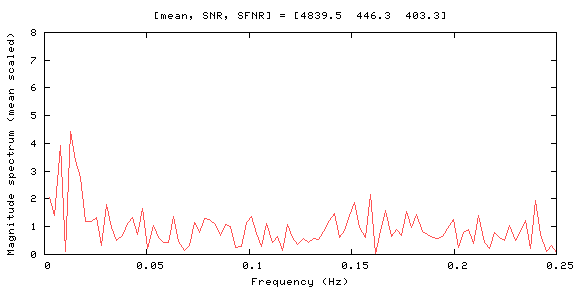 [mean, SNR, SFNR] = [4839.5  446.3  403.3]
8
7
6
5
4
3
2
1
0
Magnitude spectrum (mean scaled)
0 0.05 0.1 0.15 0.2 0.25
Frequency (Hz)